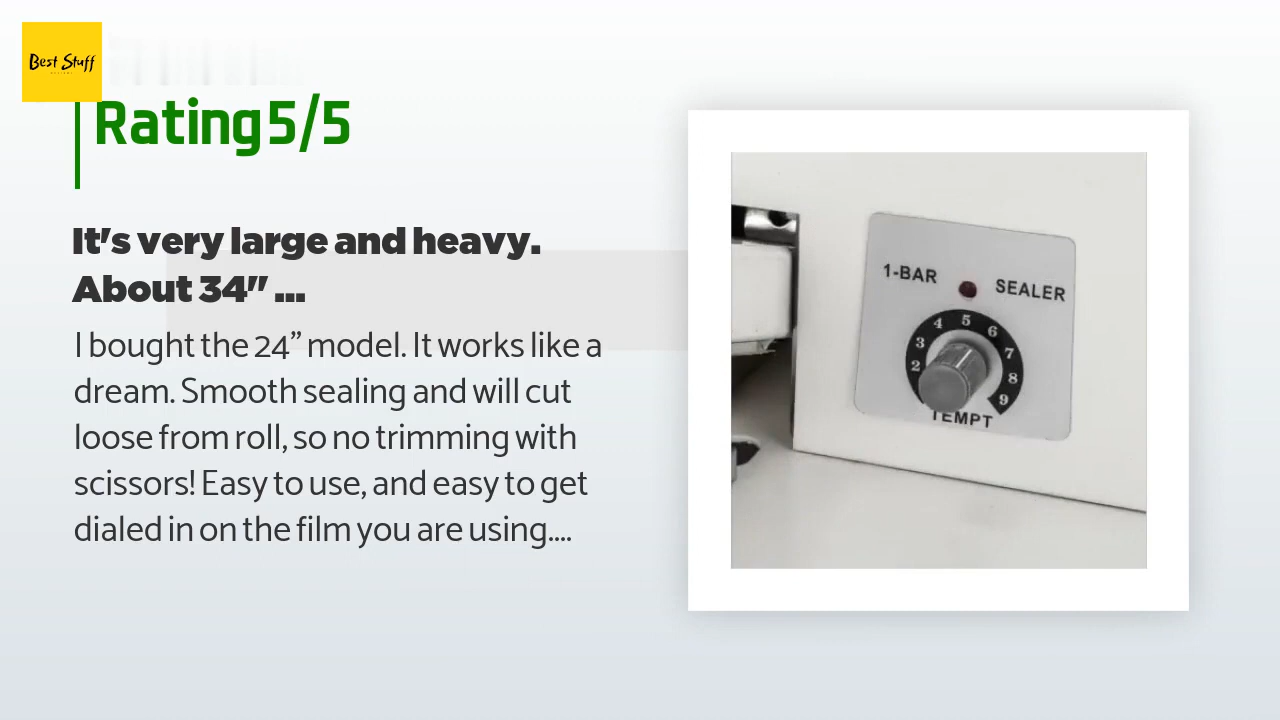 Best Stuff
Rating 5/5
It's very large and heavy.
About 34" ...
I bought the 24” model. It works like a
dream. Smooth sealing and will cut
loose from roll, so no trimming with
scissors! Easy to use, and easy to get
dialed in on the film you are using....
1-BAR SEALER
2 3 4 5 6 7 8 9
TEMPT